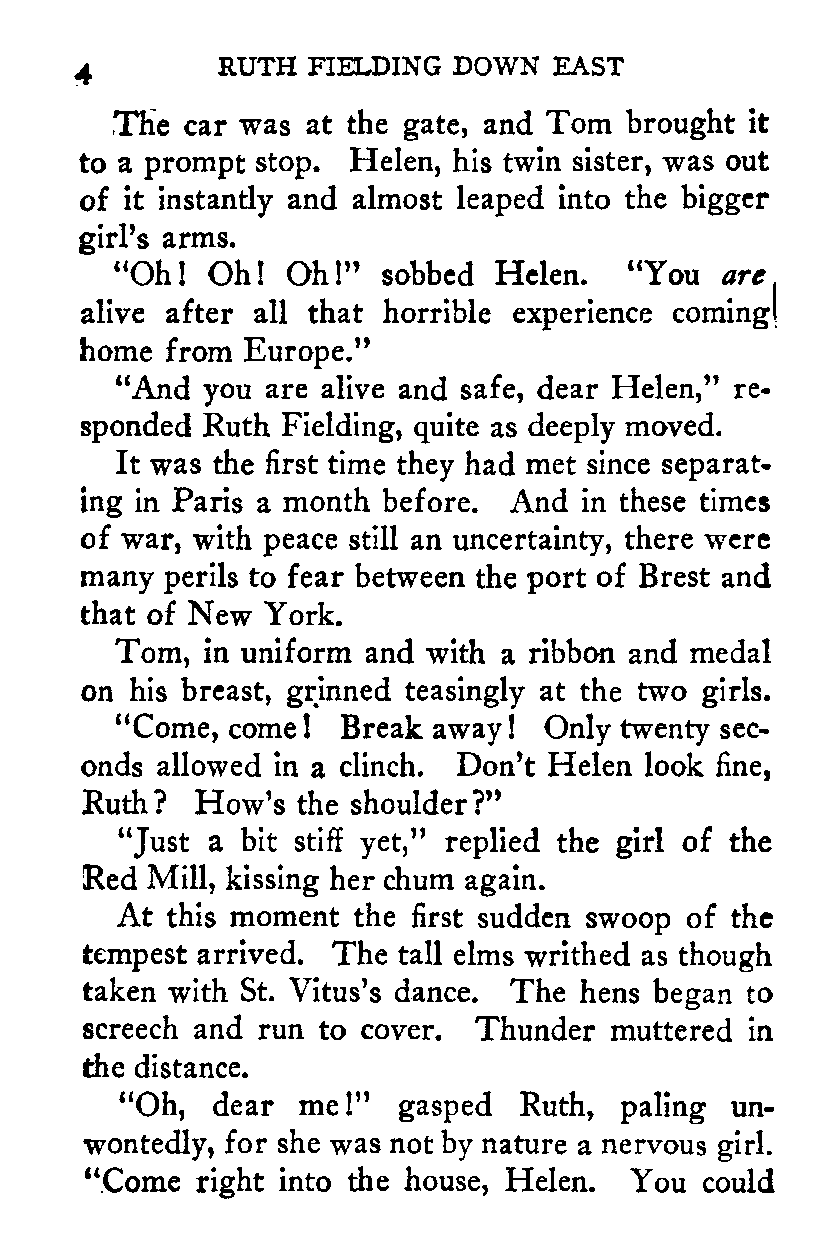 4 RUTH FIELDING DOWN EAST
The car was at the gate, and Tom brought it
to a prompt stop. Helen, his twin sister, was out
of it instantly and almost leaped into the bigger
girl's arms.
"Oh! Oh! Oh!" sobbed Helen. "You are
alive after all that horrible experience coming
home from Europe."
"And you are alive and safe, dear Helen," re-
sponded Ruth Fielding, quite as deeply moved.
It was the first time they had met since separat-
ing in Paris a month before. And in these times
of war, with peace still an uncertainty, there were
many perils to fear between the port of Brest and
that of New York.
Tom, in uniform and with a ribbon and medal
on his breast, grinned teasingly at the two girls.
"Come, come! Break away! Only twenty sec-
onds allowed in a clinch. Don't Helen look fine,
Ruth? How's the shoulder?"
"Just a bit stiff yet," replied the girl of the
Red Mill, kissing her chum again.
At this moment the first sudden swoop of the
tempest arrived. The tall elms writhed as though
taken with St. Vitus's dance. The hens began to
screech and run to cover. Thunder muttered in
the distance.
"Oh, dear me!" gasped Ruth, paling un-
wontedly, for she was not by nature a nervous girl.
"Come right into the house, Helen. You could